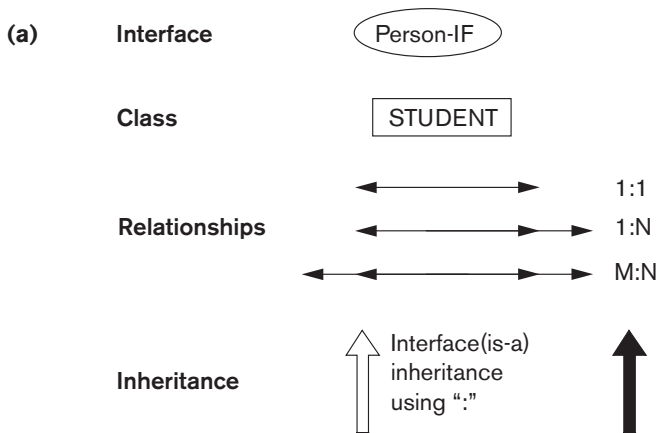 (a) Interface Person-IF
Class STUDENT
1:1
Relationships 1:N
M:N
Interface(is-a)
Inheritance inheritance
using “:”